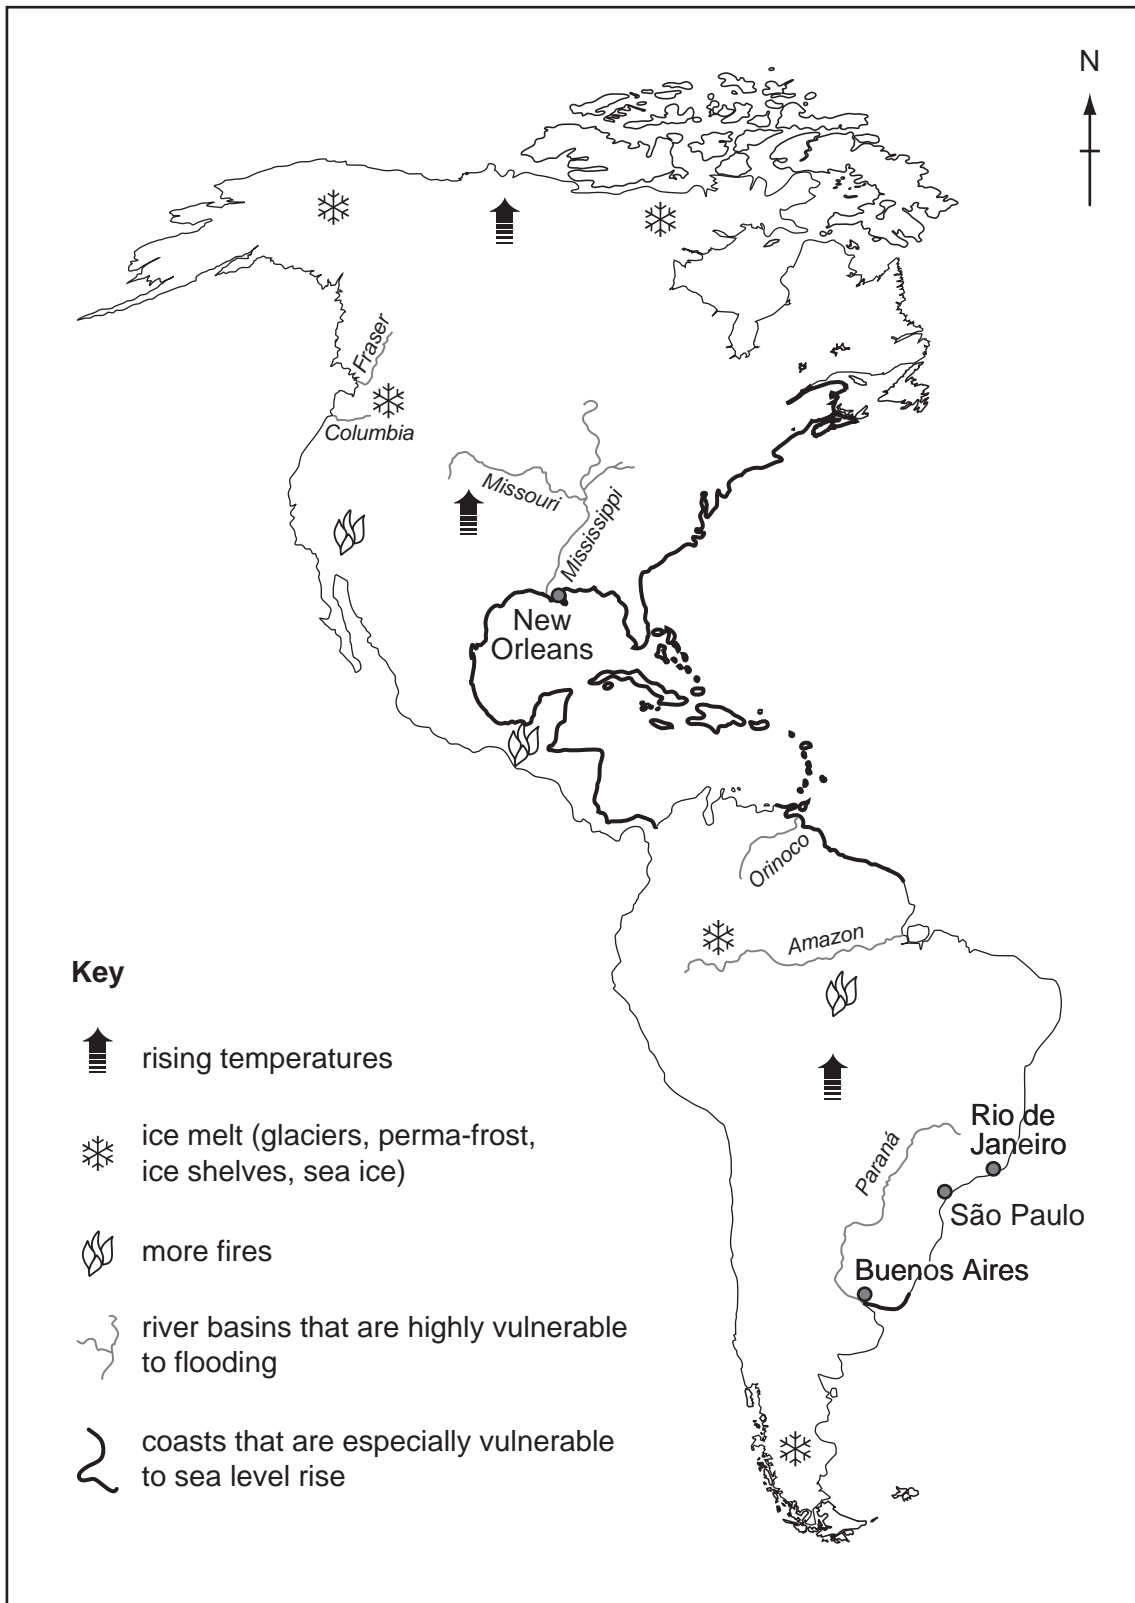 N
Fraser
Columbia
Missouri
Mississippi
New
Orleans
Orinoco
Amazon
Paraná
Rio de
Janeiro
São Paulo
Buenos Aires
Key
rising temperatures
ice melt (glaciers, perma-frost,
ice shelves, sea ice)
more fires
river basins that are highly vulnerable
to flooding
coasts that are especially vulnerable
to sea level rise